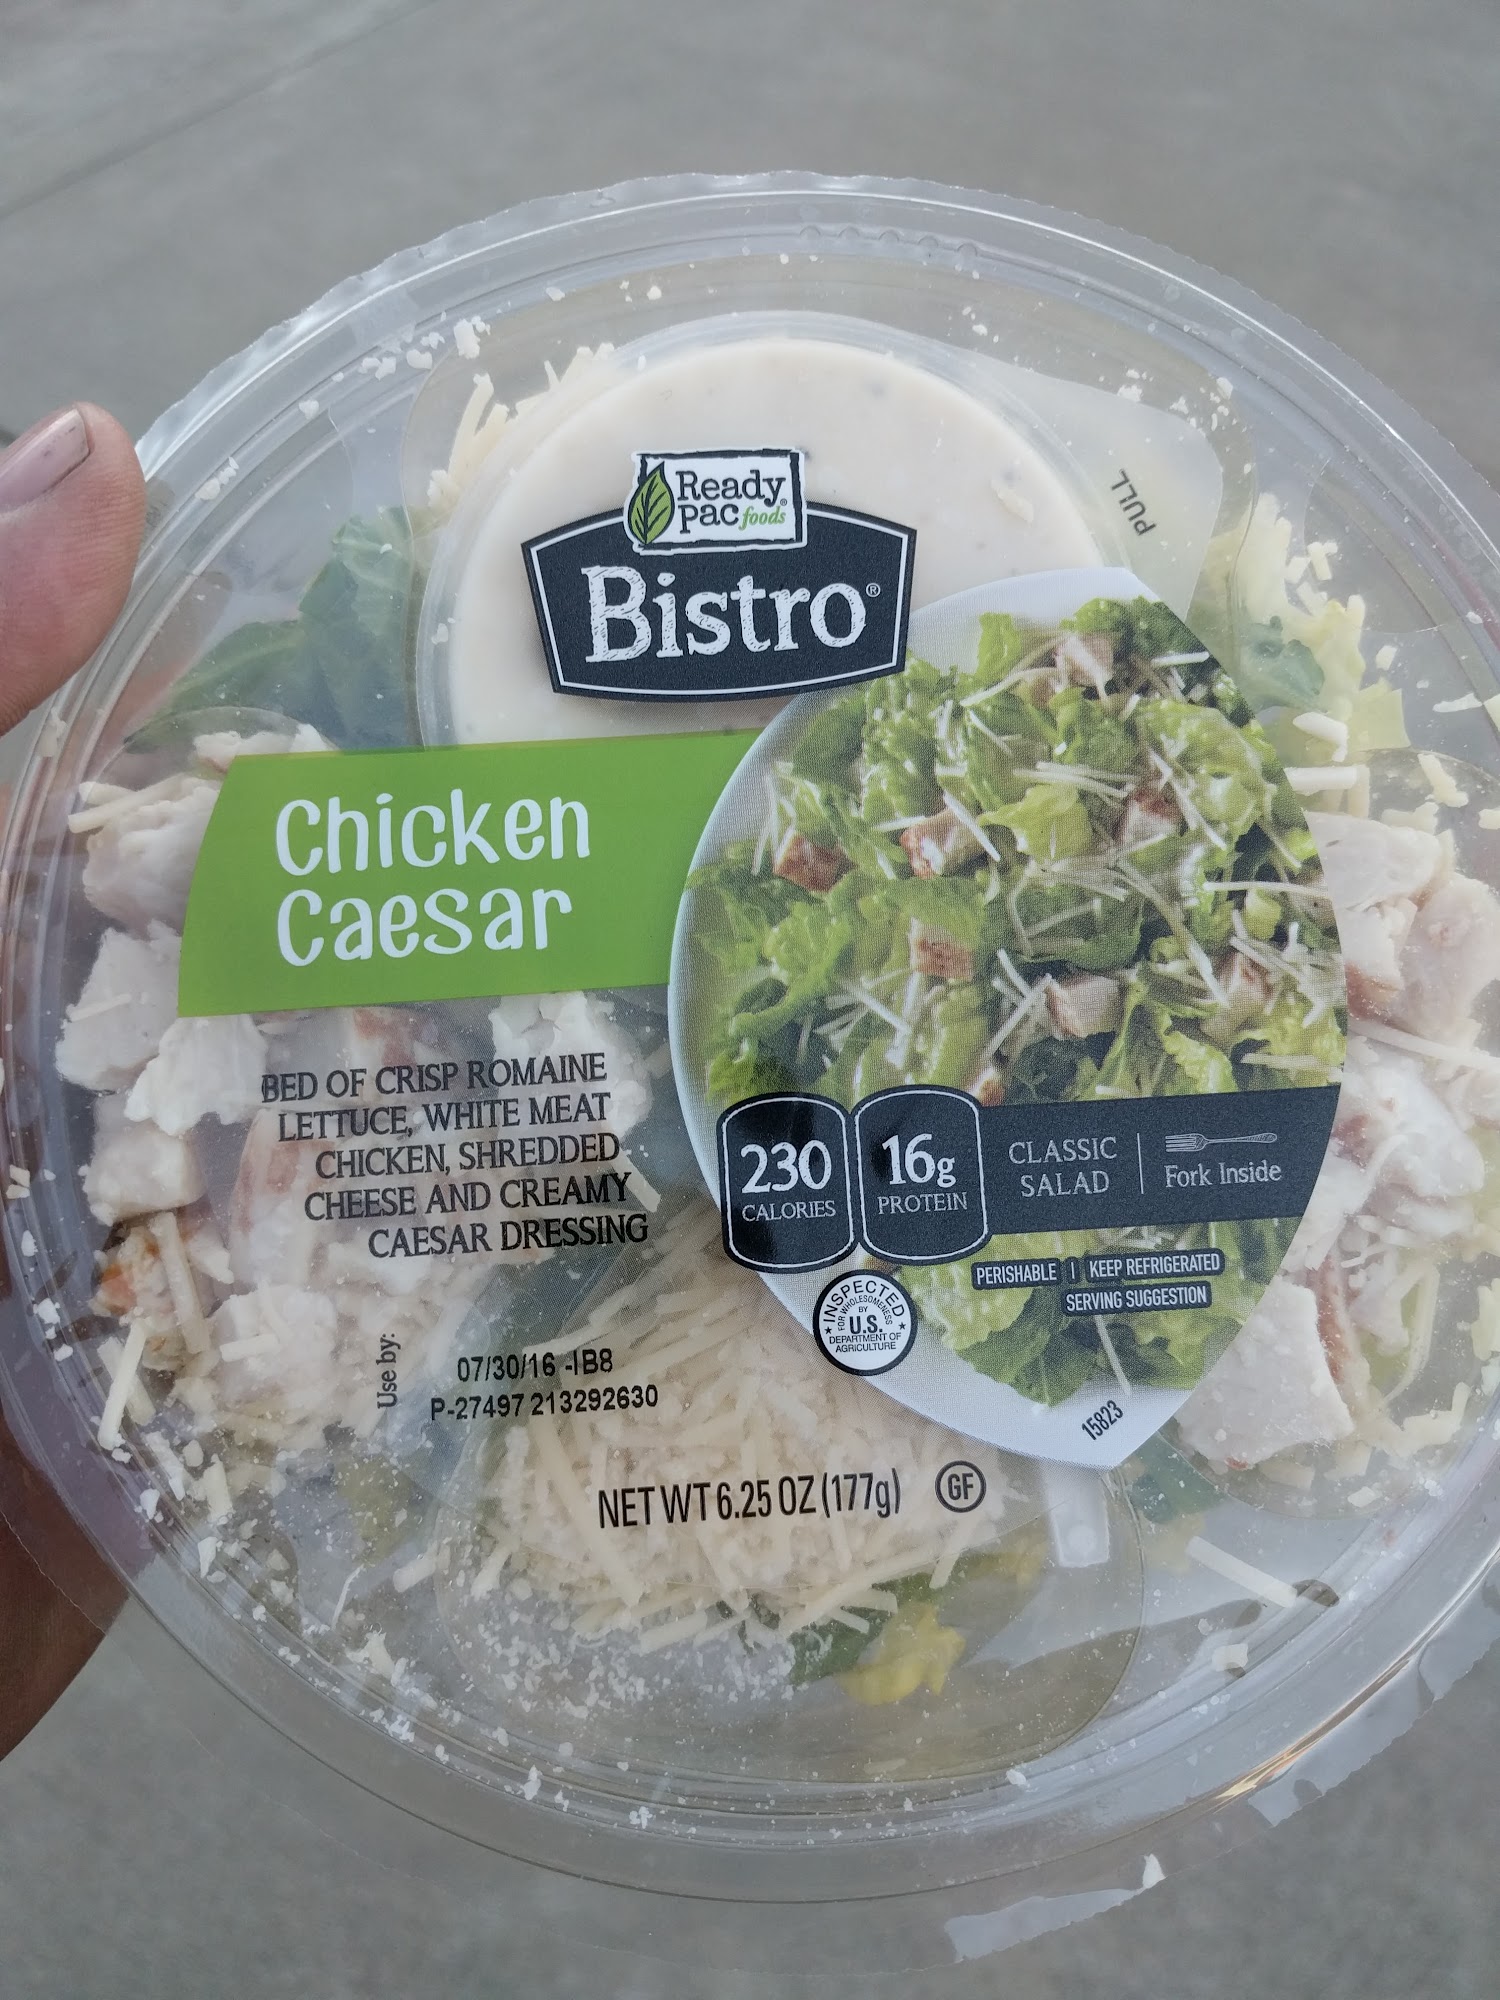 Ready
pac foods®
Bistro®
PULL
Chicken
Caesar
BED OF CRISP ROMAINE
LETTUCE, WHITE MEAT
CHICKEN, SHREDDED
CHEESE AND CREAMY
CAESAR DRESSING
230
CALORIES
16g
PROTEIN
CLASSIC
SALAD
Fork Inside
PERISHABLE | KEEP REFRIGERATED
SERVING SUGGESTION
INSPECTED
FOR WHOLESOMENESS
BY
U.S.
DEPARTMENT OF
AGRICULTURE
Use by:
07/30/16 -IB8
P-27497 213292630
15823
NET WT 6.25 OZ (177g)
GF